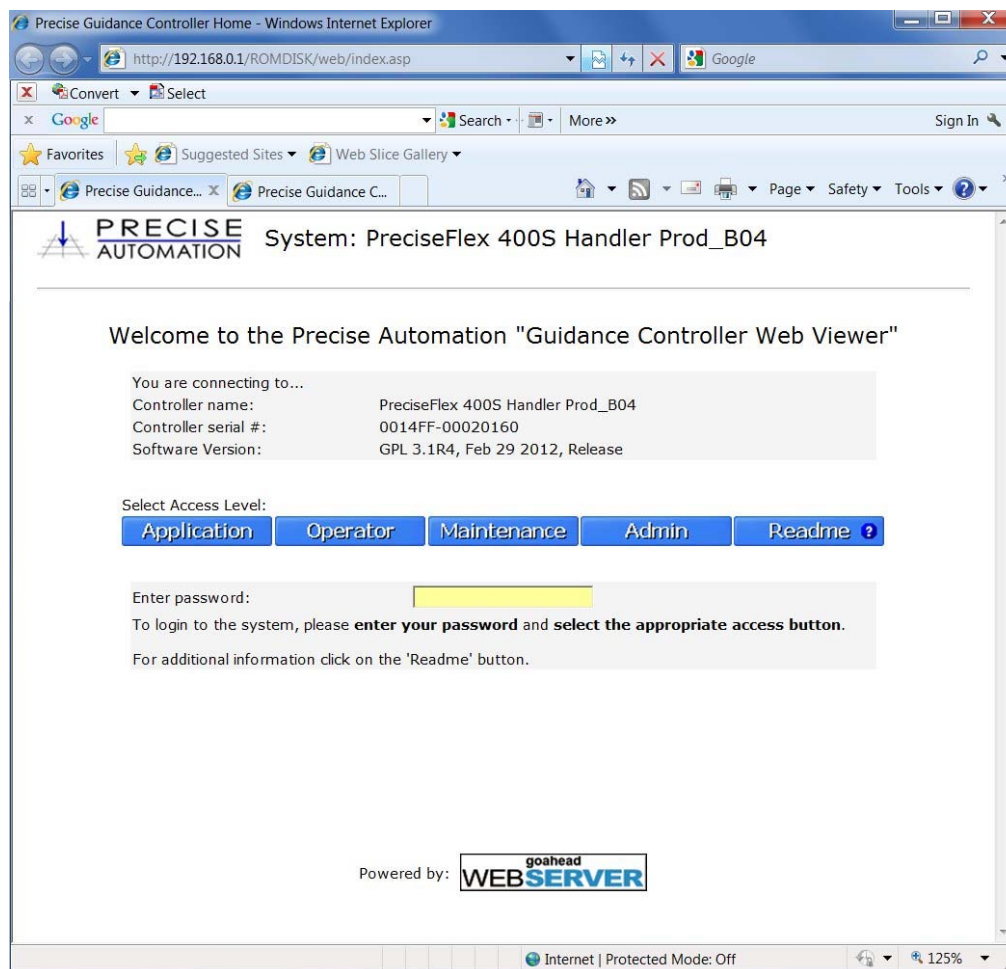 Precise Guidance Controller Home - Windows Internet Explorer
http://192.168.0.1/ROMDISK/web/index.asp Google
x Convert Select
x Google Search More » Sign In
Favorites Suggested Sites Web Slice Gallery
Precise Guidance... X Precise Guidance C... Page Safety Tools
PRECISE
AUTOMATION
System: PreciseFlex 400S Handler Prod_B04
Welcome to the Precise Automation "Guidance Controller Web Viewer"
You are connecting to...
Controller name: PreciseFlex 400S Handler Prod_B04
Controller serial #: 0014FF-00020160
Software Version: GPL 3.1R4, Feb 29 2012, Release
Select Access Level:
Application Operator Maintenance Admin Readme ?
Enter password:
To login to the system, please enter your password and select the appropriate access button.
For additional information click on the 'Readme' button.
Powered by: goahead
WEBSERVER
Internet | Protected Mode: Off 125%